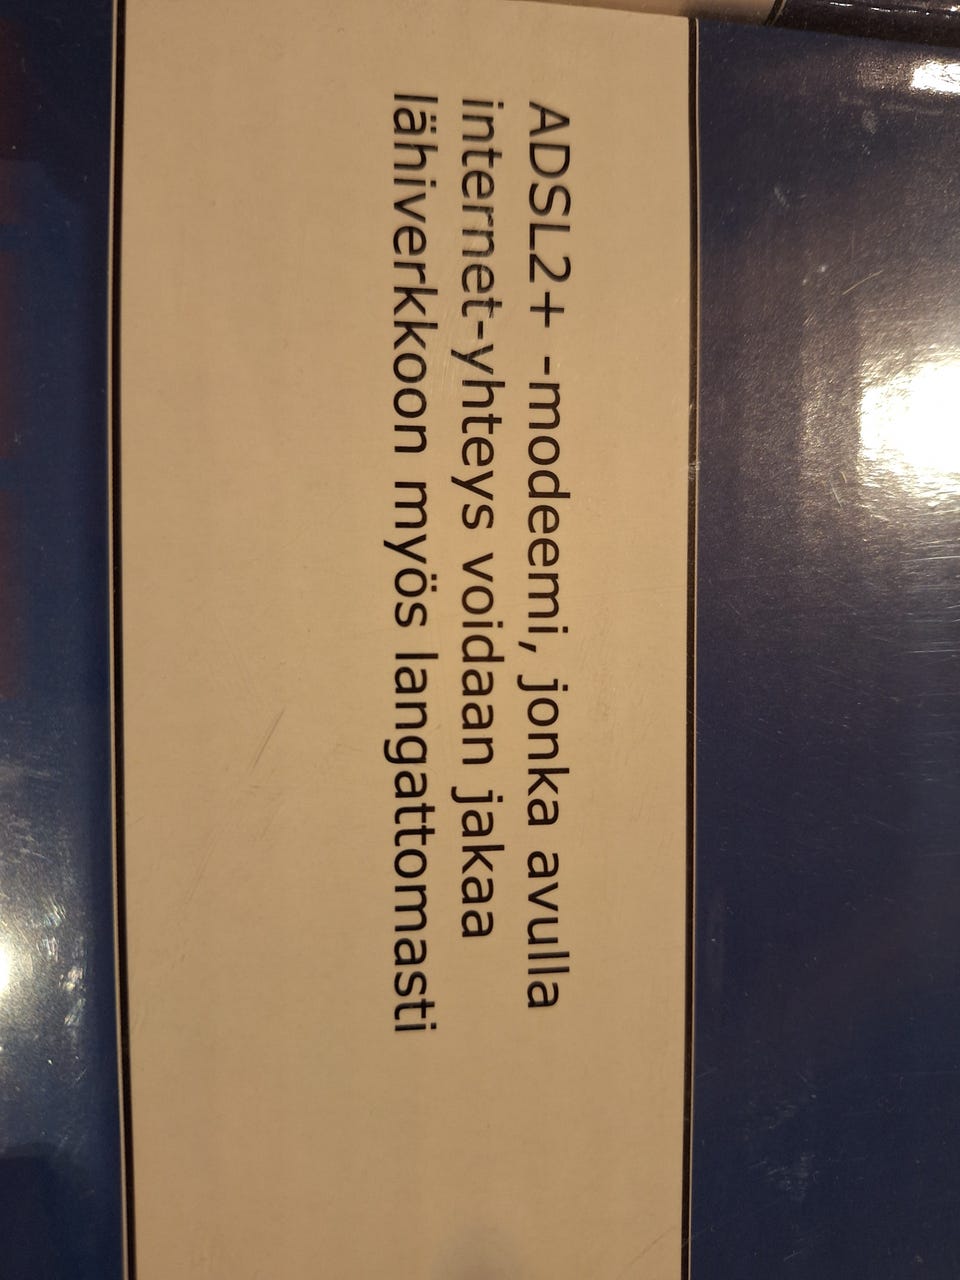 ADSL2+ -modeemi, jonka avulla
internet-yhteys voidaan jakaa
lähiverkkoon myös langattomasti